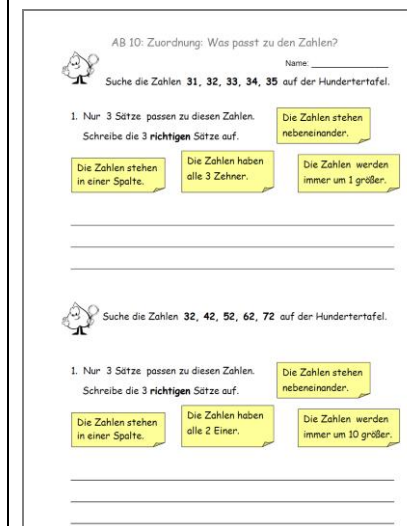 AB 10: Zuordnung: Was passt zu den Zahlen?
Name: ____________
Suche die Zahlen 31, 32, 33, 34, 35 auf der Hundertertafel.
1. Nur 3 Sätze passen zu diesen Zahlen.
Schreibe die 3 richtigen Sätze auf.
Die Zahlen stehen
nebeneinander.
Die Zahlen stehen
in einer Spalte.
Die Zahlen haben
alle 3 Zehner.
Die Zahlen werden
immer um 1 größer.
Suche die Zahlen 32, 42, 52, 62, 72 auf der Hundertertafel.
1. Nur 3 Sätze passen zu diesen Zahlen.
Schreibe die 3 richtigen Sätze auf.
Die Zahlen stehen
nebeneinander.
Die Zahlen stehen
in einer Spalte.
Die Zahlen haben
alle 2 Einer.
Die Zahlen werden
immer um 10 größer.